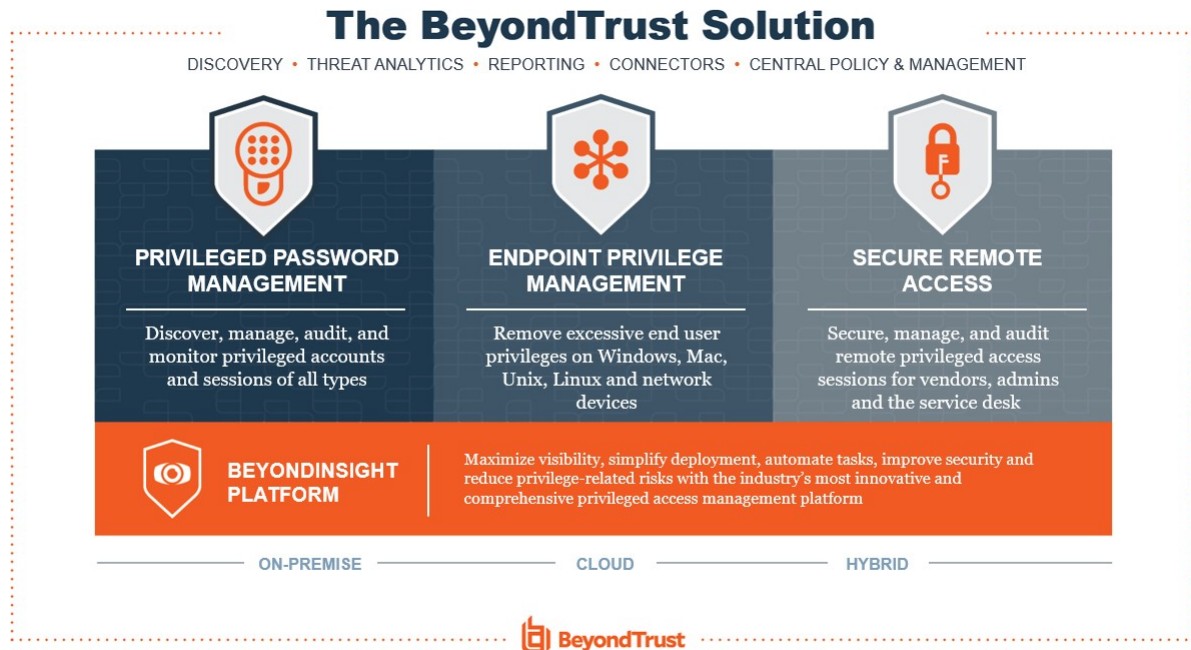 The BeyondTrust Solution
DISCOVERY • THREAT ANALYTICS • REPORTING • CONNECTORS • CENTRAL POLICY & MANAGEMENT
PRIVILEGED PASSWORD
MANAGEMENT
Discover, manage, audit, and
monitor privileged accounts
and sessions of all types
ENDPOINT PRIVILEGE
MANAGEMENT
Remove excessive end user
privileges on Windows, Mac,
Unix, Linux and network
devices
SECURE REMOTE
ACCESS
Secure, manage, and audit
remote privileged access
sessions for vendors, admins
and the service desk
BEYONDINSIGHT
PLATFORM
Maximize visibility, simplify deployment, automate tasks, improve security and
reduce privilege-related risks with the industry's most innovative and
comprehensive privileged access management platform
ON-PREMISE
CLOUD
HYBRID
BeyondTrust